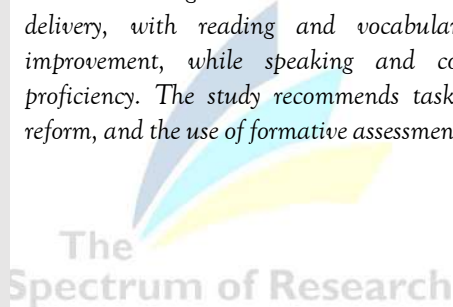 delivery, with reading and vocabular
improvement, while speaking and co
proficiency. The study recommends task
reform, and the use of formative assessmen
The
Spectrum of Research